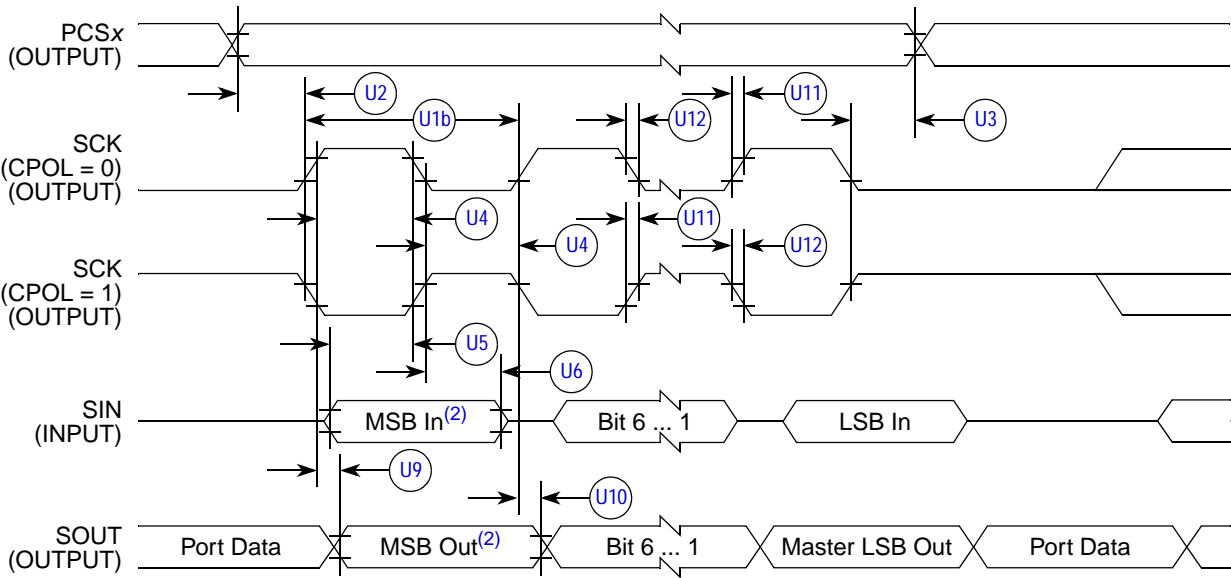 PCSx
(OUTPUT)
U2
U11
U1b
U12
U3
SCK
(CPOL = 0)
(OUTPUT)
U4
U11
U4
U12
SCK
(CPOL = 1)
(OUTPUT)
U5
U6
SIN
(INPUT)
MSB In(2)
Bit 6 ... 1
LSB In
U9
U10
SOUT
(OUTPUT)
Port Data
MSB Out(2)
Bit 6 ... 1
Master LSB Out
Port Data